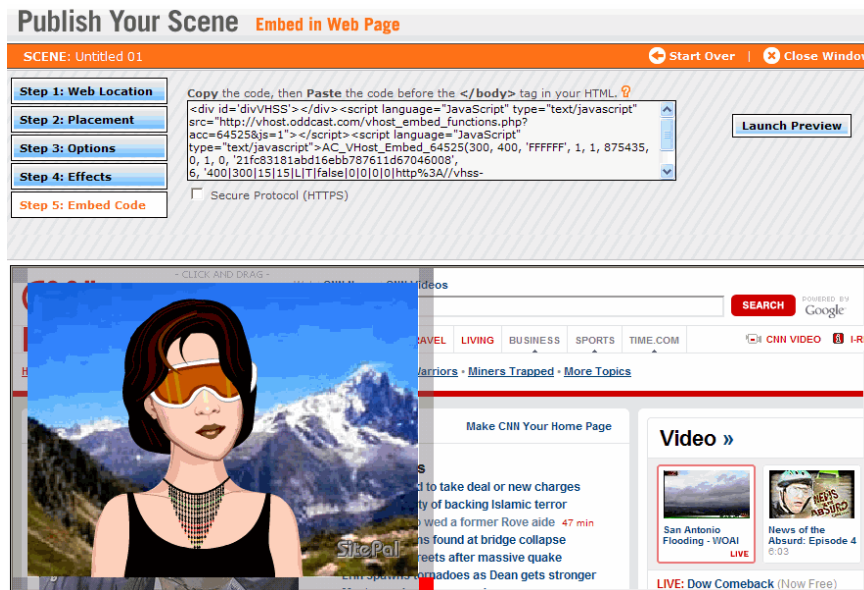 Publish Your Scene Embed in Web Page
SCENE: Untitled 01
Start Over | Close Windo
Step 1: Web Location
Step 2: Placement
Step 3: Options
Step 4: Effects
Step 5: Embed Code
Copy the code, then Paste the code before the </body> tag in your HTML.
<div id='divVHSS'></div><script language="JavaScript" type="text/javascript"
src="http://vhost.oddcast.com/vhost_embed_functions.php?
acc=64525&js=1"></script><script language="JavaScript"
type="text/javascript">AC_VHost_Embed_64525(300, 400, 'FFFFFF', 1, 1, 875435,
0, 1, 0, '21fc83181abd16ebb787611d67046008',
6, '400|300|15|15|L|T|false|0|0|0|0|http%3A//vhss-
Secure Protocol (HTTPS)
Launch Preview
- CLICK AND DRAG -
SEARCH
POWERED BY
Google
LIVING BUSINESS SPORTS TIME.COM
CNN VIDEO
Miners Trapped • More Topics
Make CNN Your Home Page
to take deal or new charges
of backing Islamic terror
wed a former Rove aide 47 min
found at bridge collapse
after massive quake
as Dean gets stronger
SitePal
Video »
San Antonio
Flooding - WOAI
LIVE
NEWS OF THE ABSURD
News of the
Absurd: Episode 4
6:03
LIVE: Dow Comeback (Now Free)